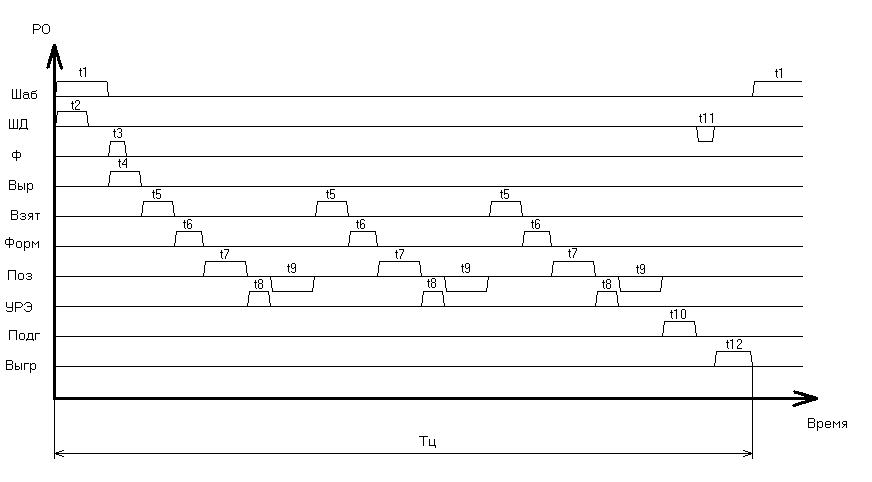 РО
t1 t1
Шаб
t2
ШД t11
t3
Ф
t4
Выр
t5 t5 t5
Взят
t6 t6 t6
Форм
t7 t7 t7
t9 t9 t9
Поз
t8 t8 t8
УРЭ
t10
Подг
t12
Выгр
Время
Тц